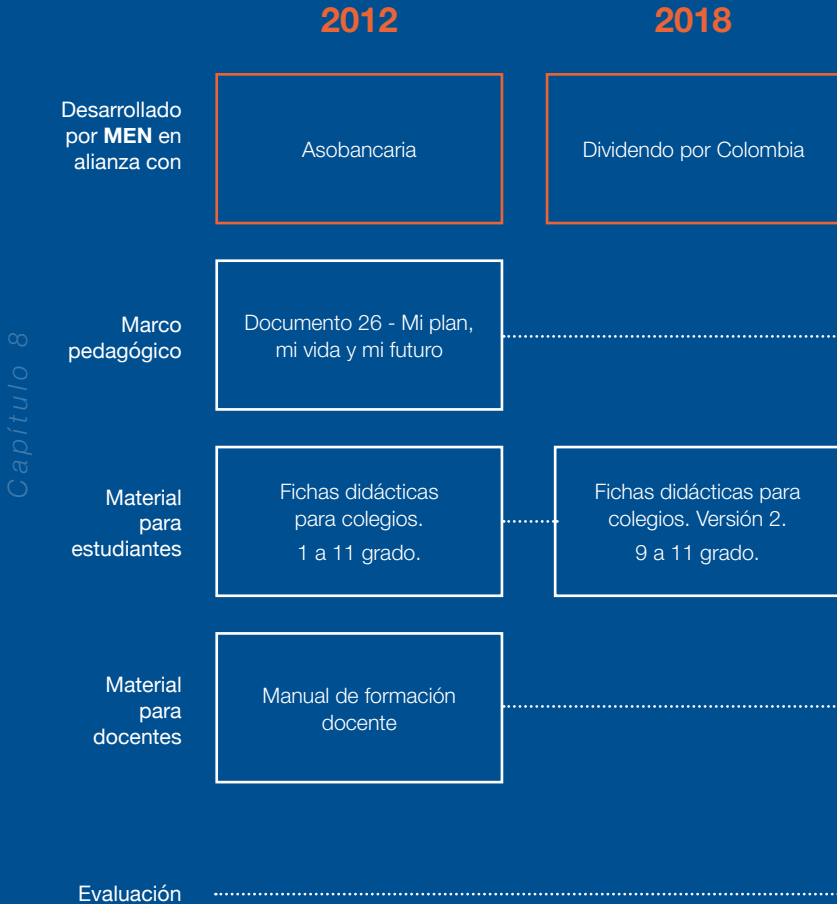 2012
2018
Desarrollado
por MEN en
alianza con
Asobancaria
Dividendo por Colombia
Marco
pedagógico
Documento 26 - Mi plan,
mi vida y mi futuro
Capítulo 8
Material
para
estudiantes
Fichas didácticas
para colegios.
1 a 11 grado.
Fichas didácticas para
colegios. Versión 2.
9 a 11 grado.
Material
para
docentes
Manual de formación
docente
Evaluación